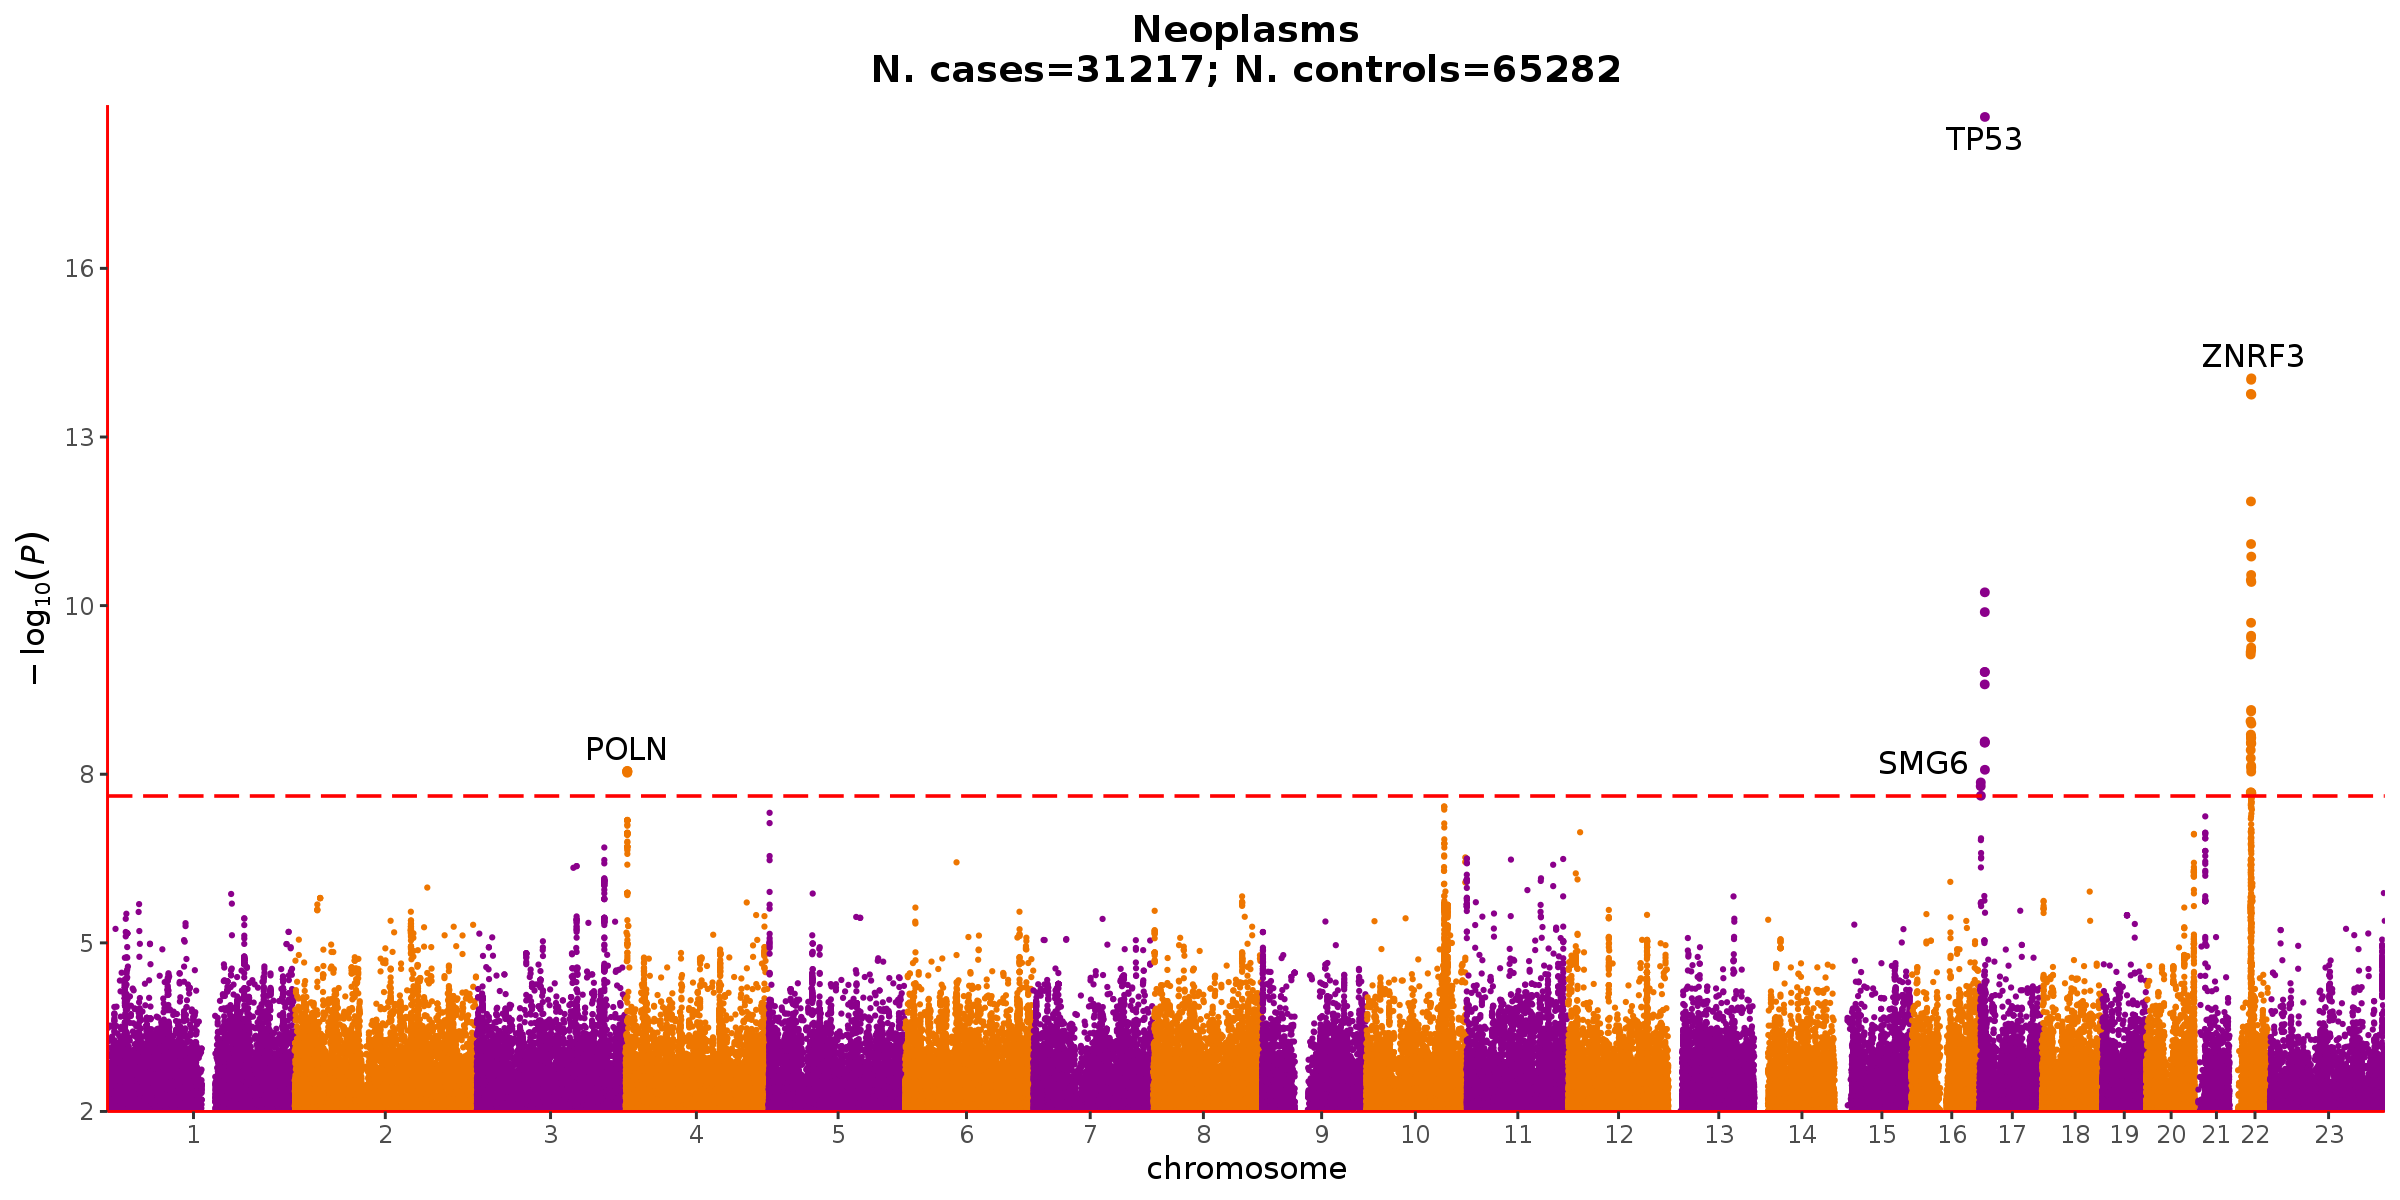 Neoplasms
N. cases=31217; N. controls=65282
TP53
16
ZNRF3
13
10
POLN
SMG6
8
5
2
−log10(P)
1 2 3 4 5 6 7 8 9 10 11 12 13 14 15 16 17 18 19 20 21 22 23
chromosome